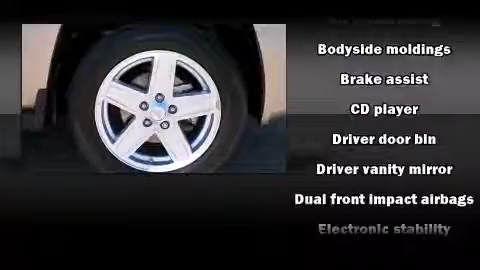 Bodyside moldings
Brake assist
CD player
Driver door bin
Driver vanity mirror
Dual front impact airbags
Electronic stability